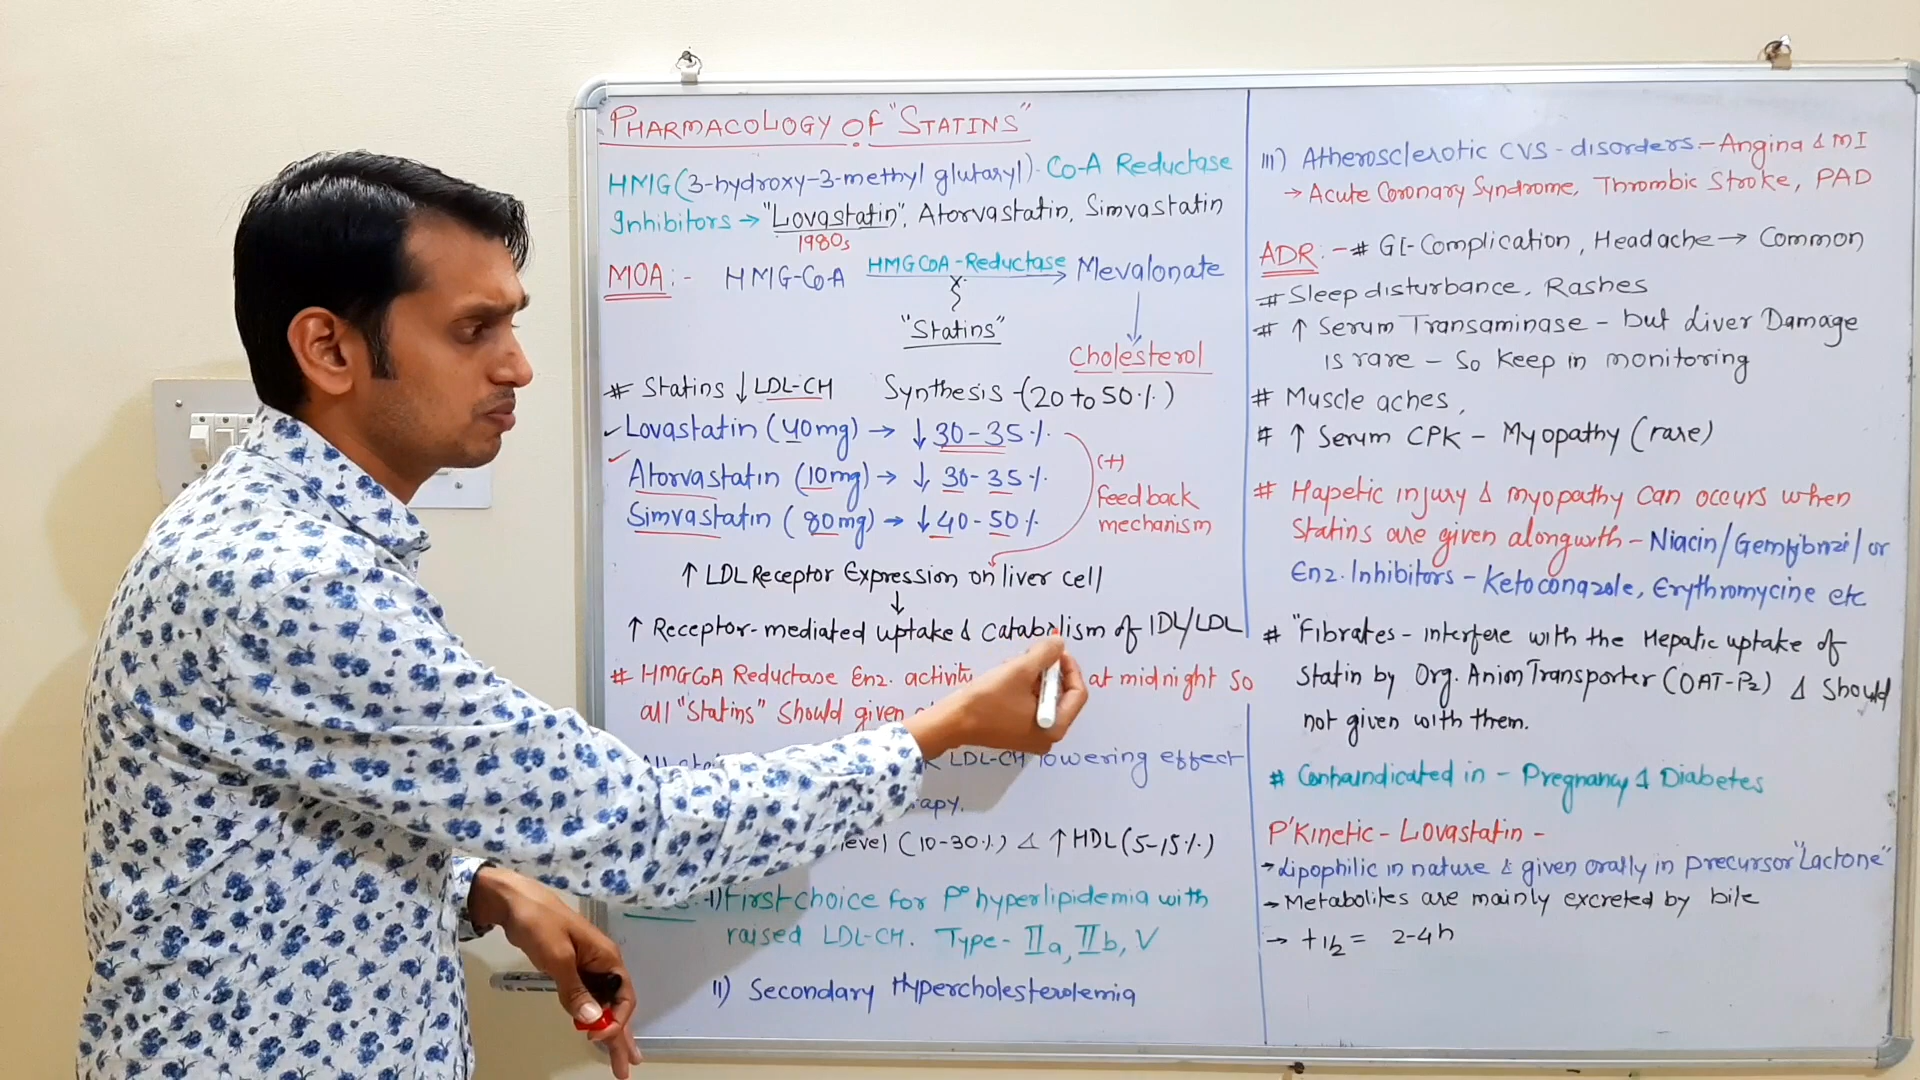 PHARMACOLOGY OF "STATINS"
HMG (3-hydroxy-3-methyl glutaryl). Co-A Reductase
Inhibitors → "Lovastatin", Atorvastatin, Simvastatin
1980s
MOA:- HMG-CoA HMGCoA-Reductase Mevalonate
X
"Statins"
Cholesterol
# Statins ↓ LDL-CH Synthesis - (20 to 50%)
✓ Lovastatin (40mg) → ↓ 30-35%
✓ Atorvastatin (10mg) → ↓ 30-35%
Simvastatin (80mg) → ↓ 40-50%
(+)
feedback
mechanism
↑ LDL Receptor Expression on liver cell
↓
↑ Receptor-mediated uptake & catabolism of IDL/LDL
# HMGCoA Reductase Enz. activity at midnight so
all "Statins" should given
LDL-CH lowering effect
(10-30%) & ↑ HDL (5-15%)
i) First choice for P° hyperlipidemia with
raised LDL-CH. Type- IIa, IIb, V
ii) Secondary Hypercholesterolemia
iii) Atherosclerotic CVS-disorders.- Angina & MI
→ Acute Coronary Syndrome, Thrombic Stroke, PAD
ADR:- # GI-Complication, Headache → Common
# Sleep disturbance, Rashes
# ↑ Serum Transaminase - but Liver Damage
is rare - So keep in monitoring
# Muscle aches,
# ↑ Serum CPK - Myopathy (rare)
# Hapetic injury & myopathy can occurs when
Statins are given alongwth - Niacin/Gemfibrozi/or
Enz. Inhibitors - Ketoconazole, Erythromycine etc
# "Fibrates - interfere with the Hepatic uptake of
Statin by Org. Anion Transporter (OAT-P2) & should
not given with them.
# Contraindicated in - Pregnancy & Diabetes
P'Kinetic - Lovastatin -
→ Lipophilic in nature & given orally in precursor "Lactone"
→ Metabolites are mainly excreted by bile
→ t1/2 = 2-4h